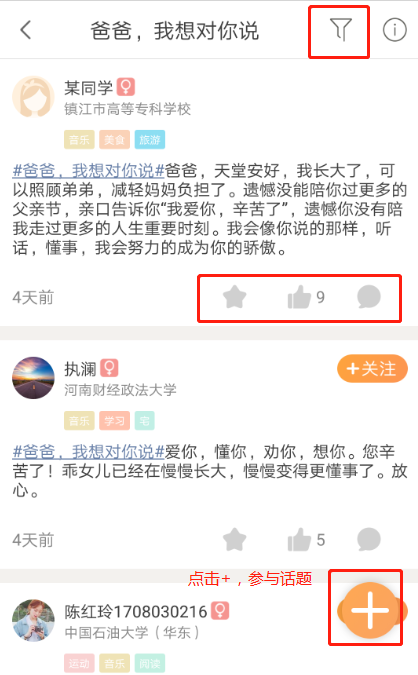 爸爸，我想对你说
某同学
镇江市高等专科学校
音乐 美食 旅游
#爸爸，我想对你说#爸爸，天堂安好，我长大了，可
以照顾弟弟，减轻妈妈负担了。遗憾没能陪你过更多的
父亲节，亲口告诉你“我爱你，辛苦了”，遗憾你没有陪
我走过更多的人生重要时刻。我会像你说的那样，听
话，懂事，我会努力的成为你的骄傲。
4天前 9
执澜
+关注
河南财经政法大学
音乐 学习 宅
#爸爸，我想对你说#爱你，懂你，劝你，想你。您辛
苦了！乖女儿已经在慢慢长大，慢慢变得更懂事了。放
心。
4天前 5
点击+，参与话题
陈红玲1708030216
中国石油大学（华东）
运动 音乐 阅读